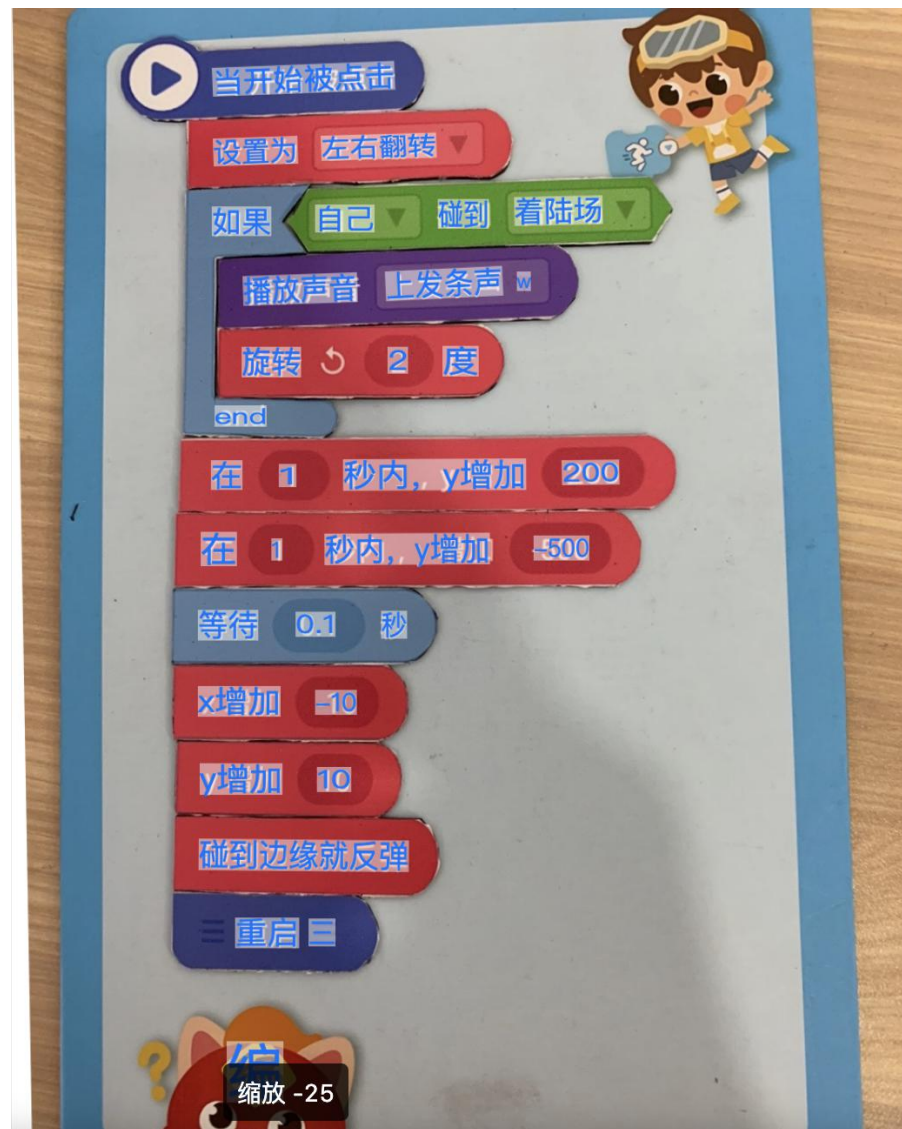 当开始被点击
设置为 左右翻转
如果 自己 碰到 着陆场
播放声音 上发条声 w
旋转 2 度
end
在 1 秒内, y增加 200
在 1 秒内, y增加 -500
等待 0.1 秒
x增加 -10
y增加 10
碰到边缘就反弹
重启 三
编
缩放 -25